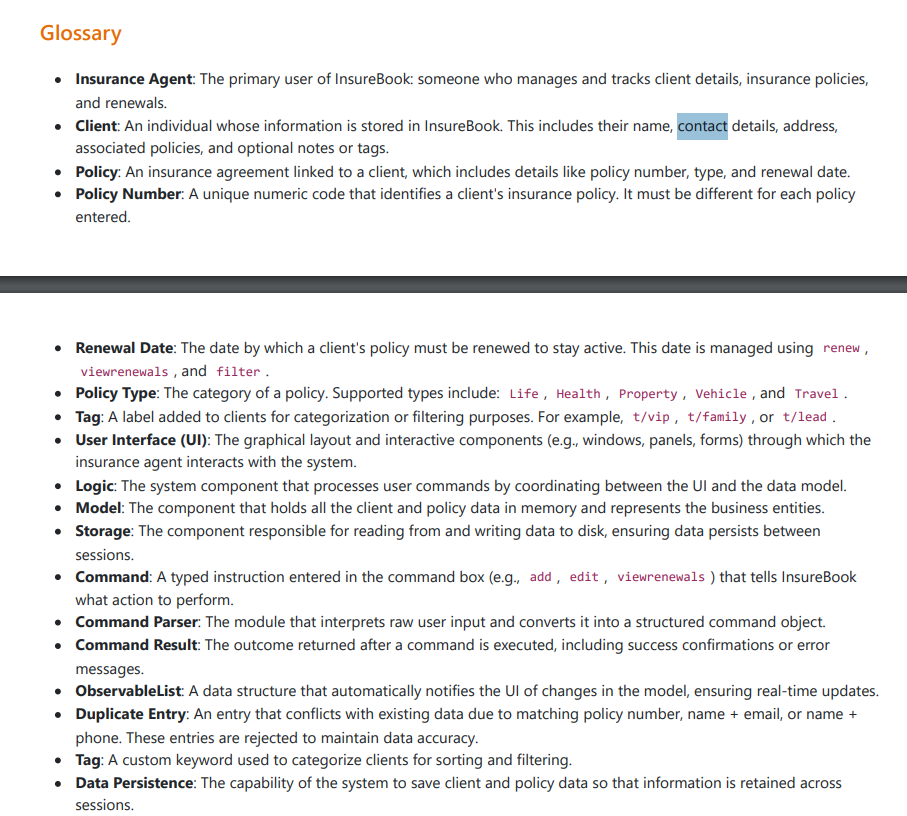 Glossary
• Insurance Agent: The primary user of InsureBook: someone who manages and tracks client details, insurance policies,
and renewals.
• Client: An individual whose information is stored in InsureBook. This includes their name, contact details, address,
associated policies, and optional notes or tags.
• Policy: An insurance agreement linked to a client, which includes details like policy number, type, and renewal date.
• Policy Number: A unique numeric code that identifies a client's insurance policy. It must be different for each policy
entered.
• Renewal Date: The date by which a client's policy must be renewed to stay active. This date is managed using renew ,
viewrenewals , and filter .
• Policy Type: The category of a policy. Supported types include: Life , Health , Property , Vehicle , and Travel .
• Tag: A label added to clients for categorization or filtering purposes. For example, t/vip , t/family , or t/lead .
• User Interface (UI): The graphical layout and interactive components (e.g., windows, panels, forms) through which the
insurance agent interacts with the system.
• Logic: The system component that processes user commands by coordinating between the UI and the data model.
• Model: The component that holds all the client and policy data in memory and represents the business entities.
• Storage: The component responsible for reading from and writing data to disk, ensuring data persists between
sessions.
• Command: A typed instruction entered in the command box (e.g., add , edit , viewrenewals ) that tells InsureBook
what action to perform.
• Command Parser: The module that interprets raw user input and converts it into a structured command object.
• Command Result: The outcome returned after a command is executed, including success confirmations or error
messages.
• ObservableList: A data structure that automatically notifies the UI of changes in the model, ensuring real-time updates.
• Duplicate Entry: An entry that conflicts with existing data due to matching policy number, name + email, or name +
phone. These entries are rejected to maintain data accuracy.
• Tag: A custom keyword used to categorize clients for sorting and filtering.
• Data Persistence: The capability of the system to save client and policy data so that information is retained across
sessions.